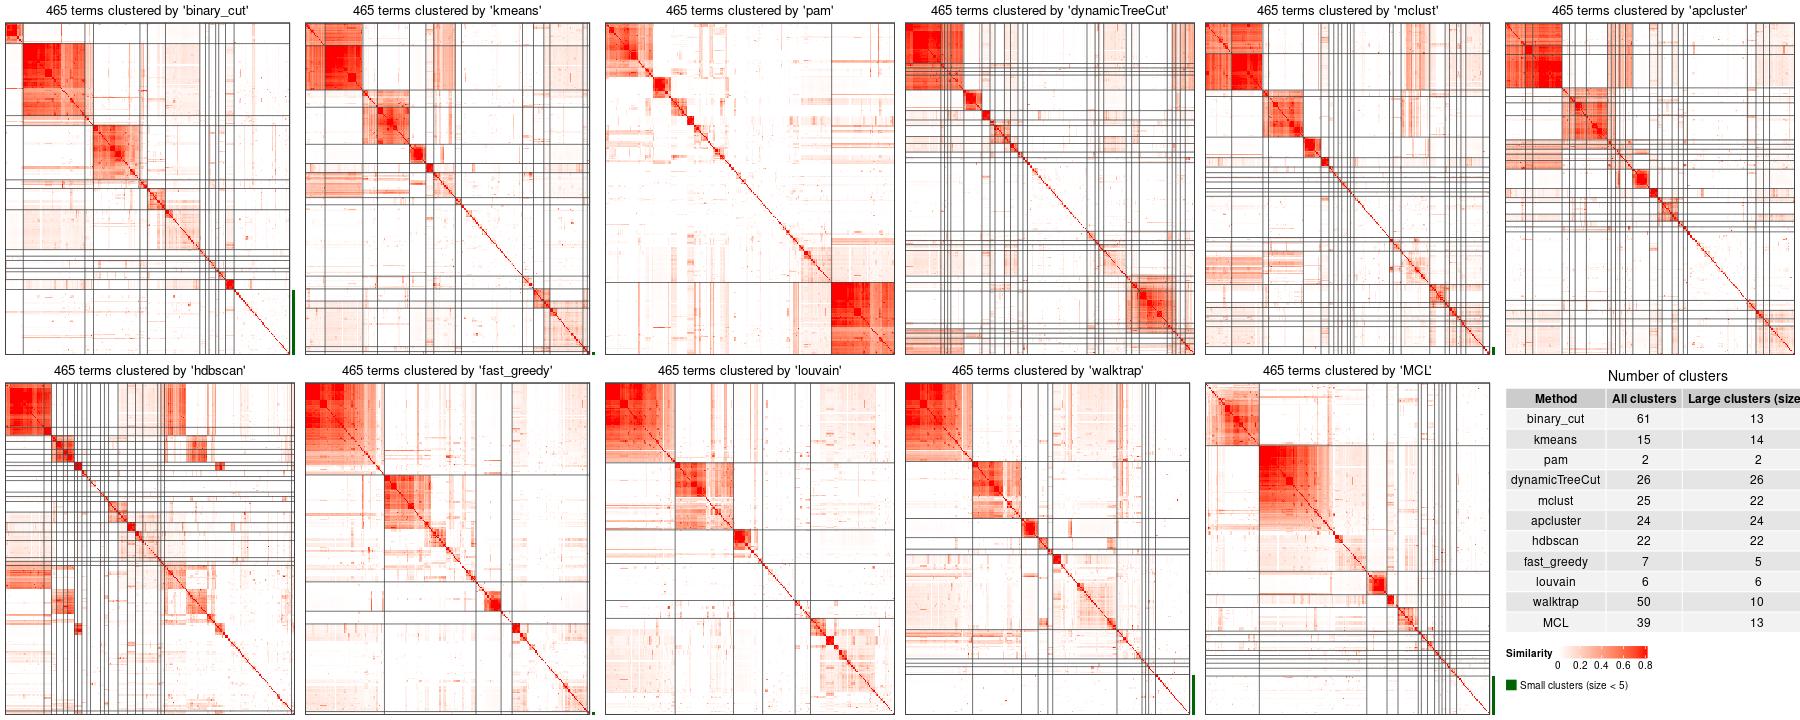 465 terms clustered by 'binary_cut'
465 terms clustered by 'kmeans'
465 terms clustered by 'pam'
465 terms clustered by 'dynamicTreeCut'
465 terms clustered by 'mclust'
465 terms clustered by 'apcluster'
465 terms clustered by 'hdbscan'
465 terms clustered by 'fast_greedy'
465 terms clustered by 'louvain'
465 terms clustered by 'walktrap'
465 terms clustered by 'MCL'
Number of clusters
Method All clusters Large clusters (size
binary_cut 61 13
kmeans 15 14
pam 2 2
dynamicTreeCut 26 26
mclust 25 22
apcluster 24 24
hdbscan 22 22
fast_greedy 7 5
louvain 6 6
walktrap 50 10
MCL 39 13
Similarity
0 0.2 0.4 0.6 0.8
Small clusters (size < 5)